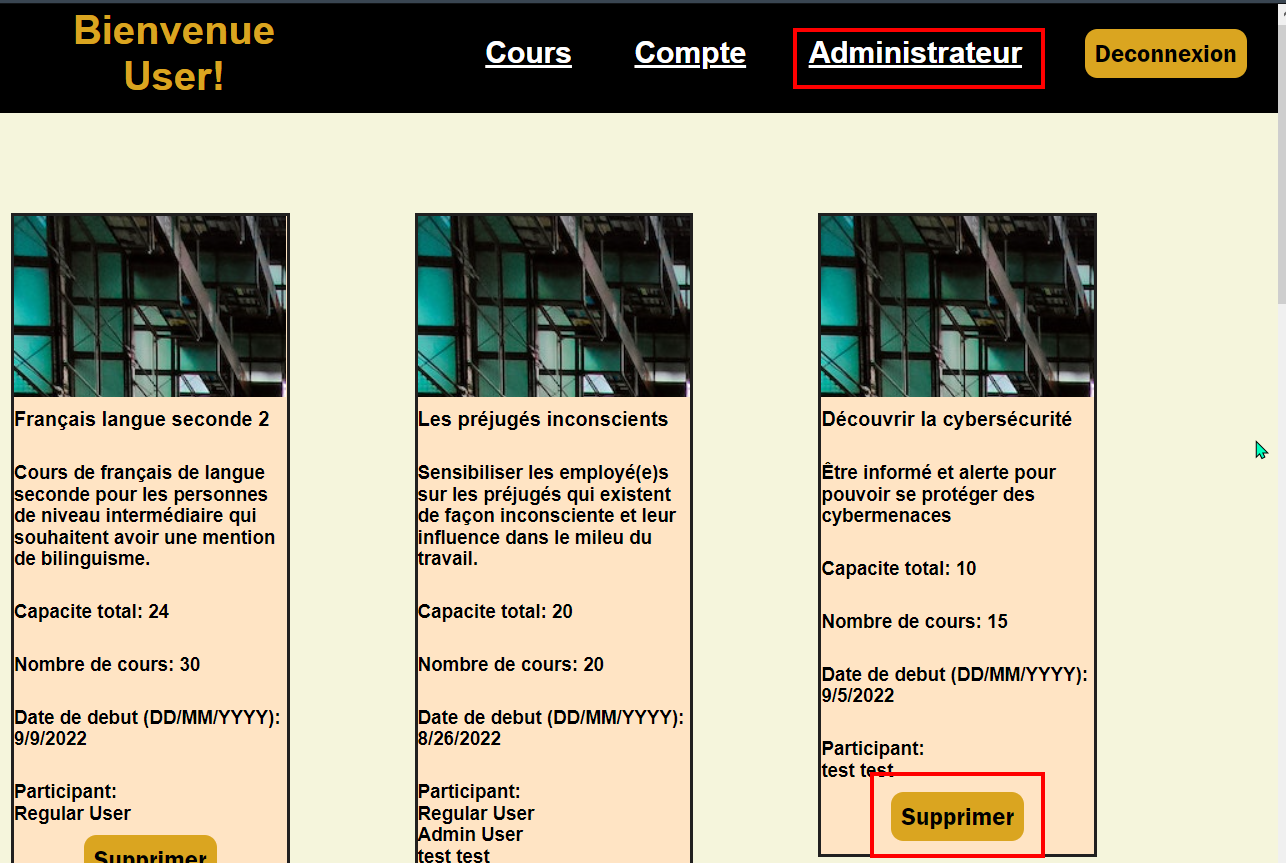 Bienvenue
User!
Cours
Compte
Administrateur
Deconnexion
Français langue seconde 2
Cours de français de langue
seconde pour les personnes
de niveau intermédiaire qui
souhaitent avoir une mention
de bilinguisme.
Capacite total: 24
Nombre de cours: 30
Date de debut (DD/MM/YYYY):
9/9/2022
Participant:
Regular User
Supprimer
Les préjugés inconscients
Sensibiliser les employé(e)s
sur les préjugés qui existent
de façon inconsciente et leur
influence dans le mileu du
travail.
Capacite total: 20
Nombre de cours: 20
Date de debut (DD/MM/YYYY):
8/26/2022
Participant:
Regular User
Admin User
test test
Découvrir la cybersécurité
Être informé et alerte pour
pouvoir se protéger des
cybermenaces
Capacite total: 10
Nombre de cours: 15
Date de debut (DD/MM/YYYY):
9/5/2022
Participant:
test test
Supprimer